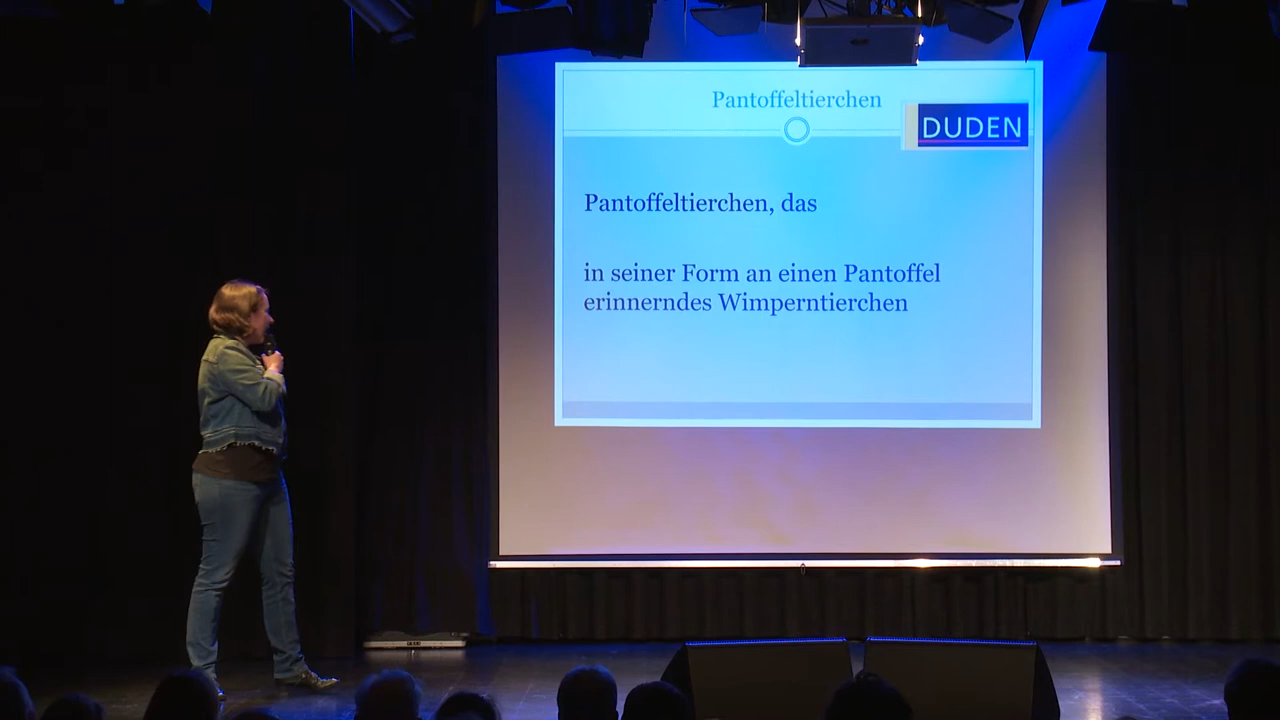 Pantoffeltierchen
DUDEN
Pantoffeltierchen, das
in seiner Form an einen Pantoffel
erinnerndes Wimperntierchen